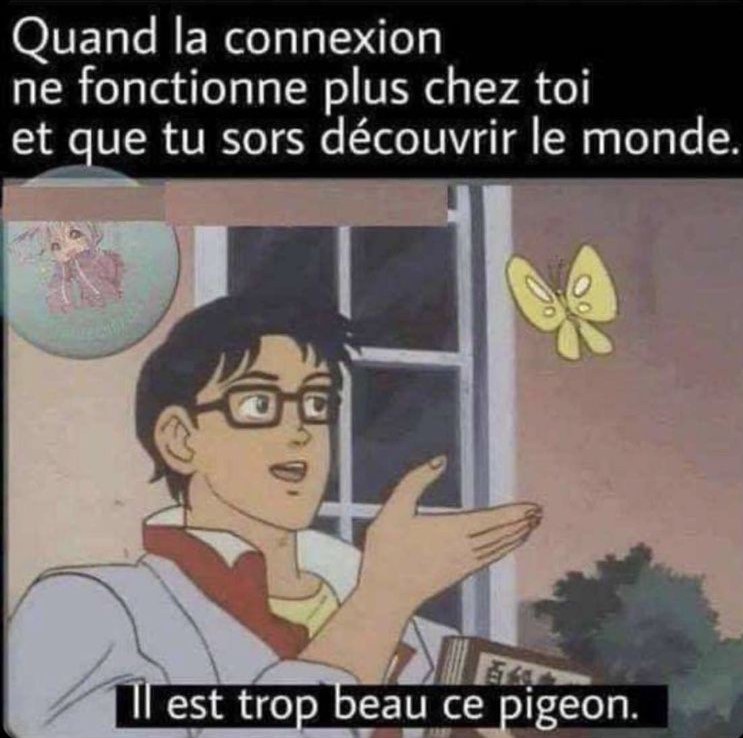 Quand la connexion
ne fonctionne plus chez toi
et que tu sors découvrir le monde.
Il est trop beau ce pigeon.